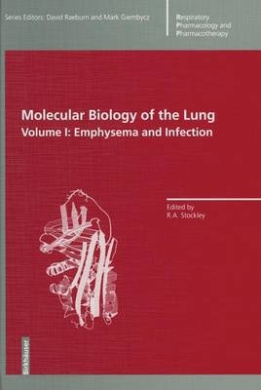 Series Editors: David Raeburn and Mark Giembycz
Respiratory
Pharmacology and
Pharmacotherapy
Molecular Biology of the Lung
Volume I: Emphysema and Infection
Edited by
R.A. Stockley
Birkhäuser